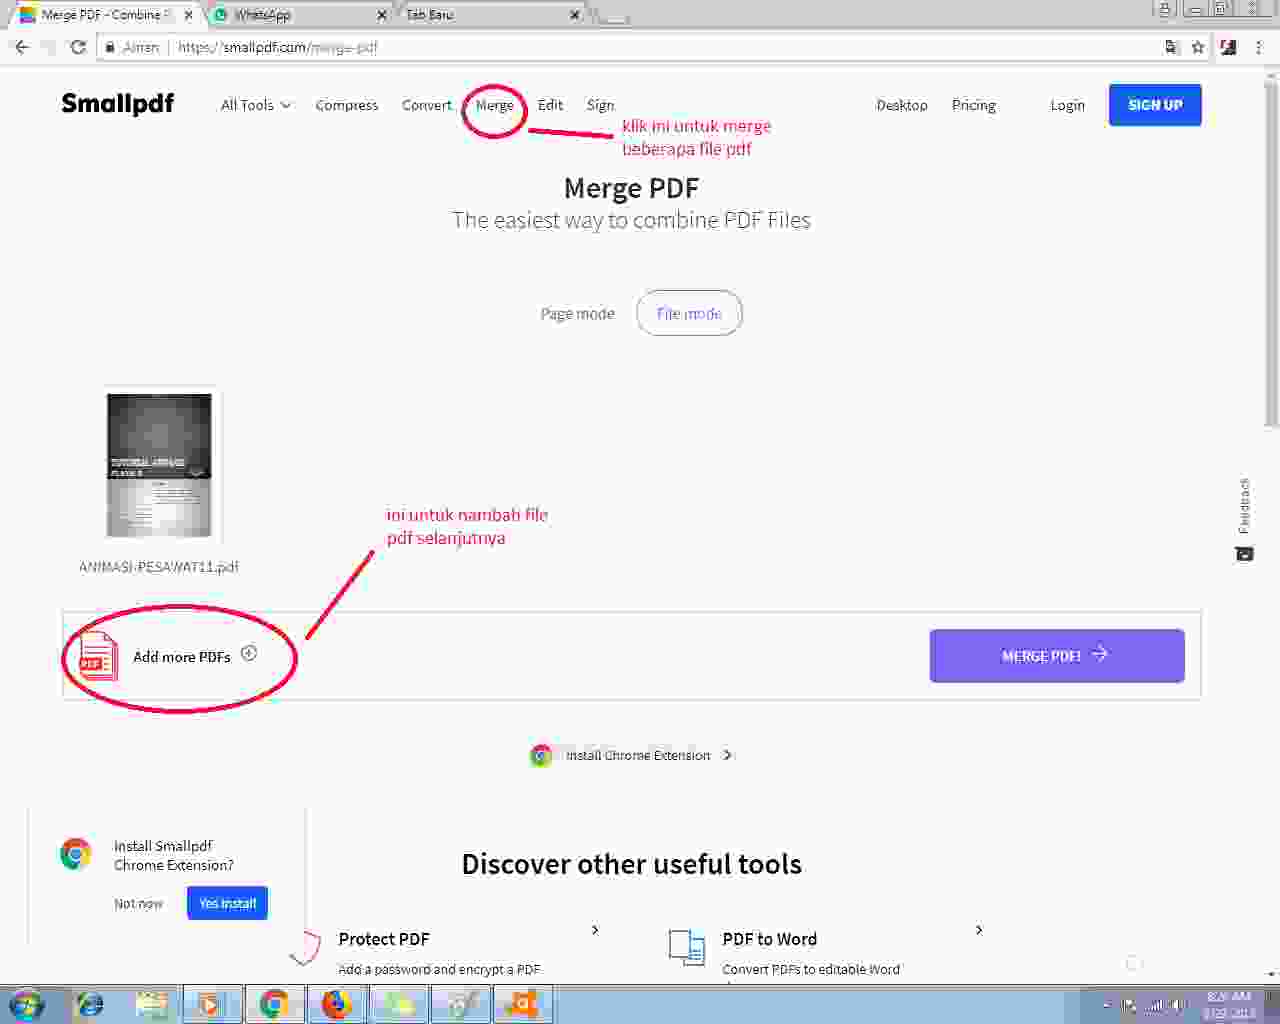 Merge PDF - Combine P
WhatsApp
Tab Baru
Aman
https://smallpdf.com/merge-pdf
Smallpdf
All Tools
Compress
Convert
Merge
Edit
Sign
Desktop
Pricing
Login
SIGN UP
klik ini untuk merge
beberapa file pdf
Merge PDF
The easiest way to combine PDF Files
Page mode
File mode
ini untuk nambah file
pdf selanjutnya
Feedback
ANIMASI-PESAWAT11.pdf
PDF
Add more PDFs
MERGE PDF!
Install Chrome Extension
Install Smallpdf
Chrome Extension?
Not now
Yes Install
Discover other useful tools
Protect PDF
Add a password and encrypt a PDF
PDF to Word
Convert PDFs to editable Word